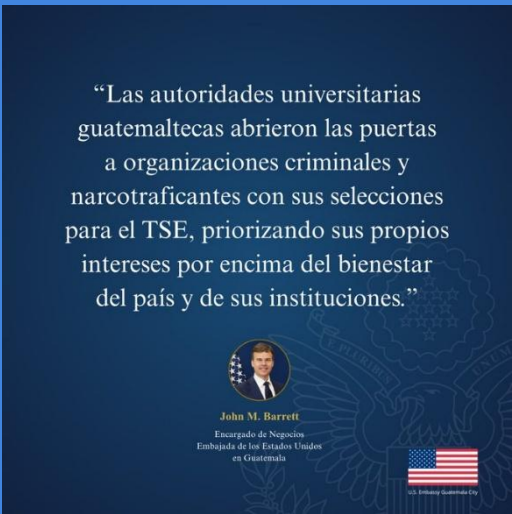 “Las autoridades universitarias
guatemaltecas abrieron las puertas
a organizaciones criminales y
narcotraficantes con sus selecciones
para el TSE, priorizando sus propios
intereses por encima del bienestar
del país y de sus instituciones.”
John M. Barrett
Encargado de Negocios
Embajada de los Estados Unidos
en Guatemala
U.S. Embassy Guatemala City